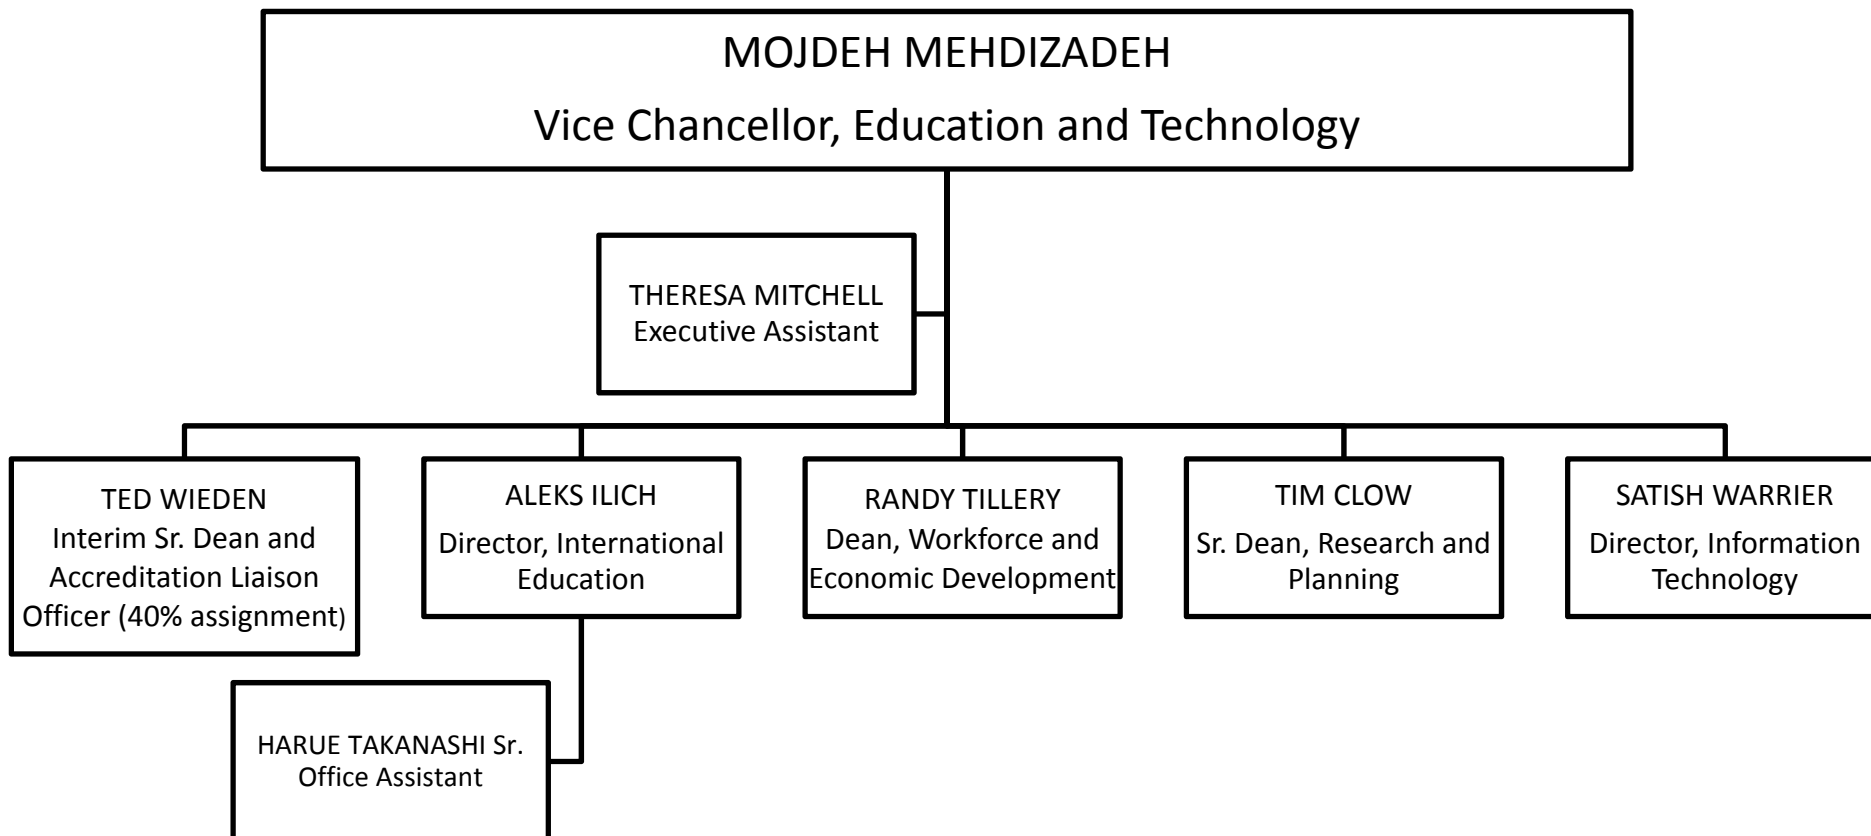 MOJDEH MEHDIZADEH
Vice Chancellor, Education and Technology
THERESA MITCHELL
Executive Assistant
TED WIEDEN
Interim Sr. Dean and
Accreditation Liaison
Officer (40% assignment)
ALEKS ILICH
Director, International
Education
RANDY TILLERY
Dean, Workforce and
Economic Development
TIM CLOW
Sr. Dean, Research and
Planning
SATISH WARRIER
Director, Information
Technology
HARUE TAKANASHI Sr.
Office Assistant